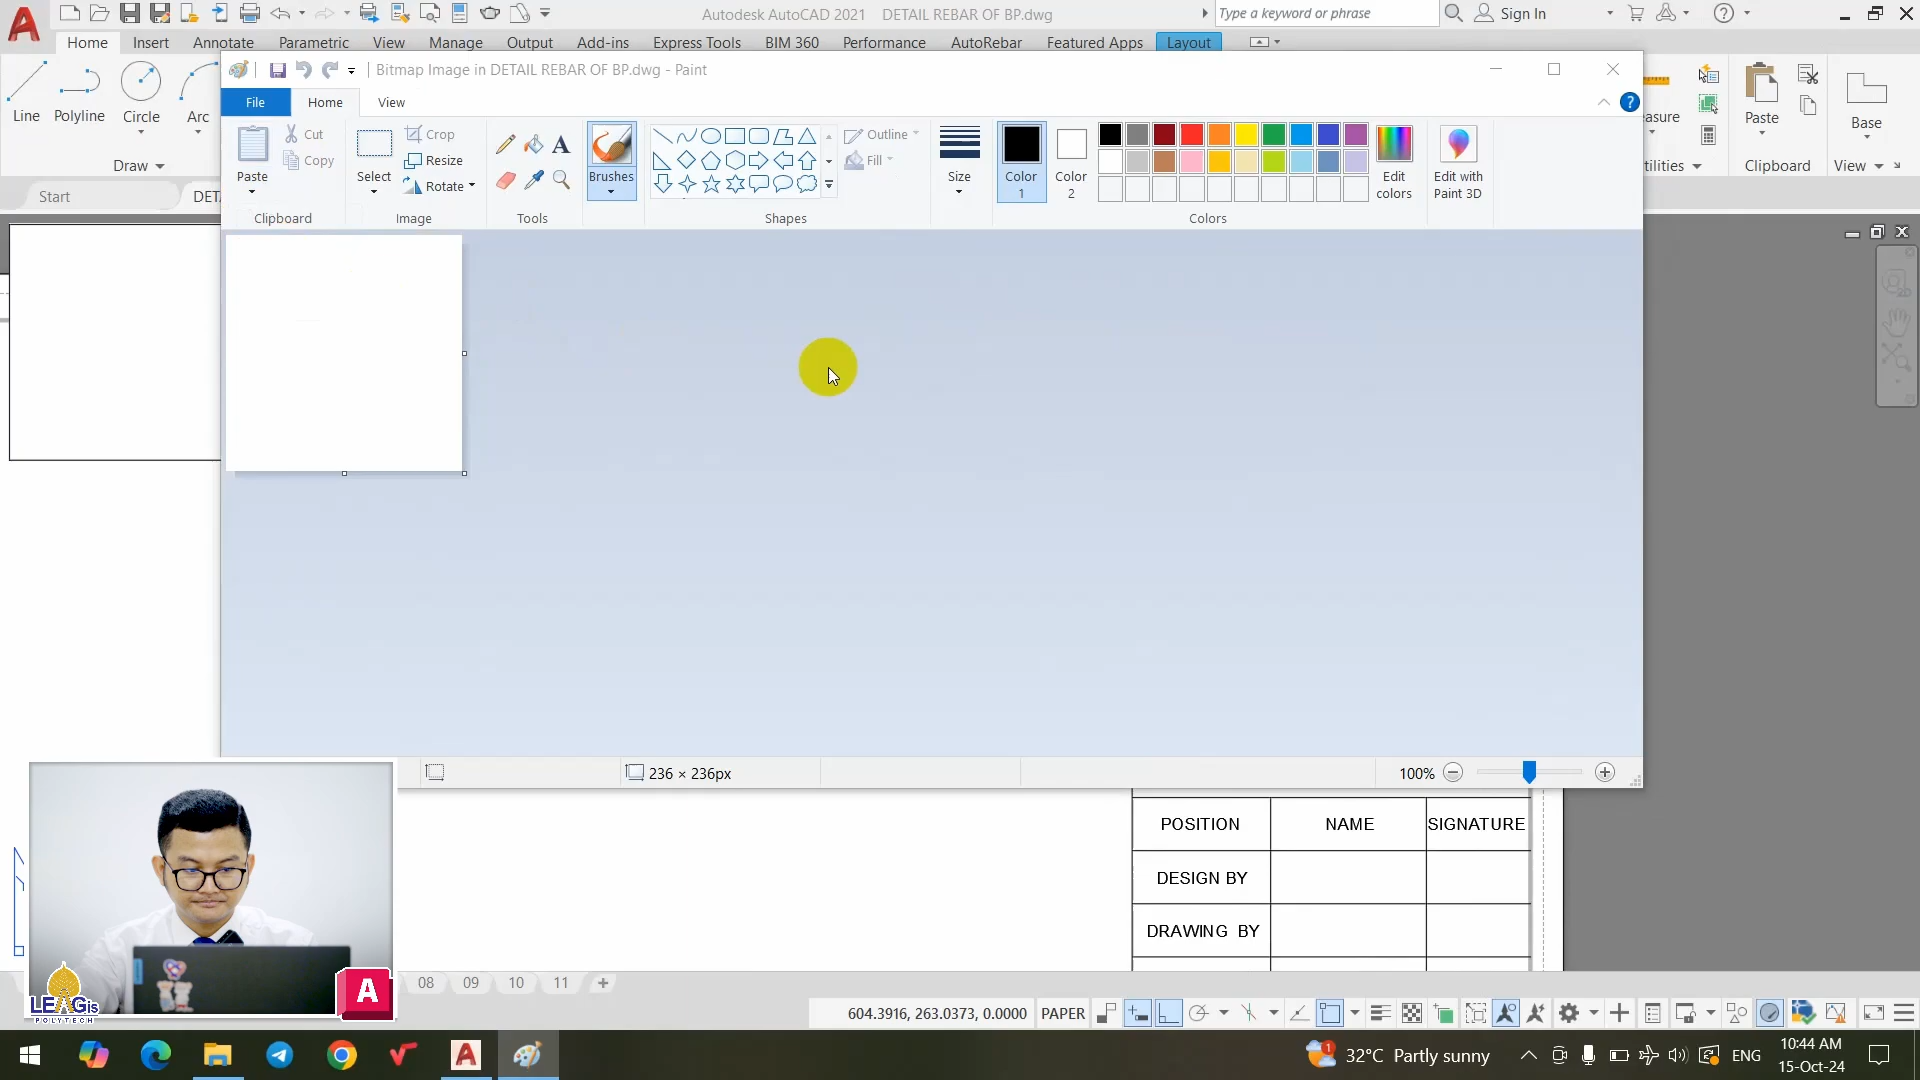 Autodesk AutoCAD 2021 DETAIL REBAR OF BP.dwg
Type a keyword or phrase
Sign In
Home Insert Annotate Parametric View Manage Output Add-ins Express Tools BIM 360 Performance AutoRebar Featured Apps Layout
Line Polyline Circle Arc
Draw
Start
DET
Bitmap Image in DETAIL REBAR OF BP.dwg - Paint
File Home View
Paste
Cut
Copy
Clipboard
Select
Crop
Resize
Rotate
Image
Tools
Brushes
Shapes
Outline
Fill
Size
Color 1
Color 2
Colors
Edit colors
Edit with Paint 3D
easure
tilities
Paste
Clipboard
Base
View
236 × 236px
100%
POSITION NAME SIGNATURE
DESIGN BY
DRAWING BY
08 09 10 11
604.3916, 263.0373, 0.0000 PAPER
LEAGis
POLYTECH
A
32°C Partly sunny
ENG
10:44 AM
15-Oct-24